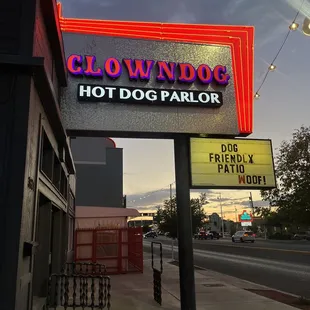 CLOWNDOG
HOT DOG PARLOR
DOG
FRIENDLY
PATIO
WOOF!